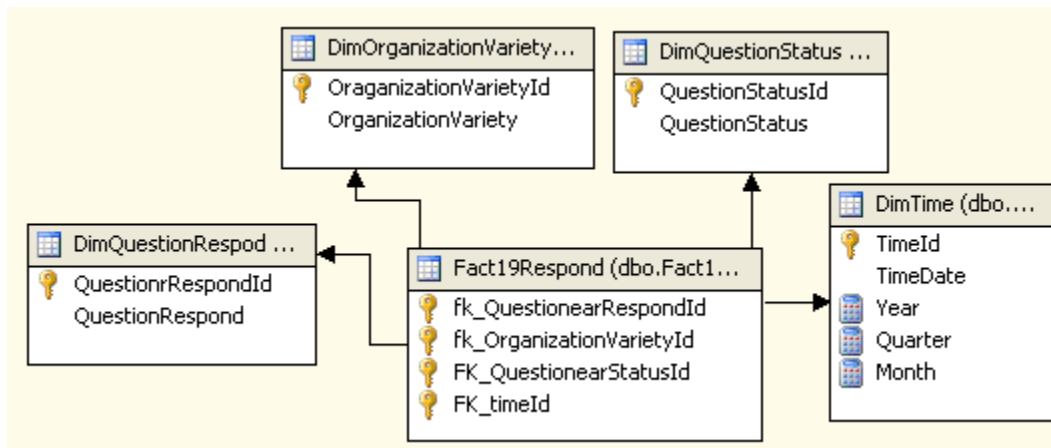 DimOrganizationVariety...
OraganizationVarietyId
OrganizationVariety
DimQuestionStatus ...
QuestionStatusId
QuestionStatus
DimQuestionRespod ...
QuestionrRespondId
QuestionRespond
Fact19Respond (dbo.Fact1...
fk_QuestionearRespondId
fk_OrganizationVarietyId
FK_QuestionearStatusId
FK_timeId
DimTime (dbo....
TimeId
TimeDate
Year
Quarter
Month